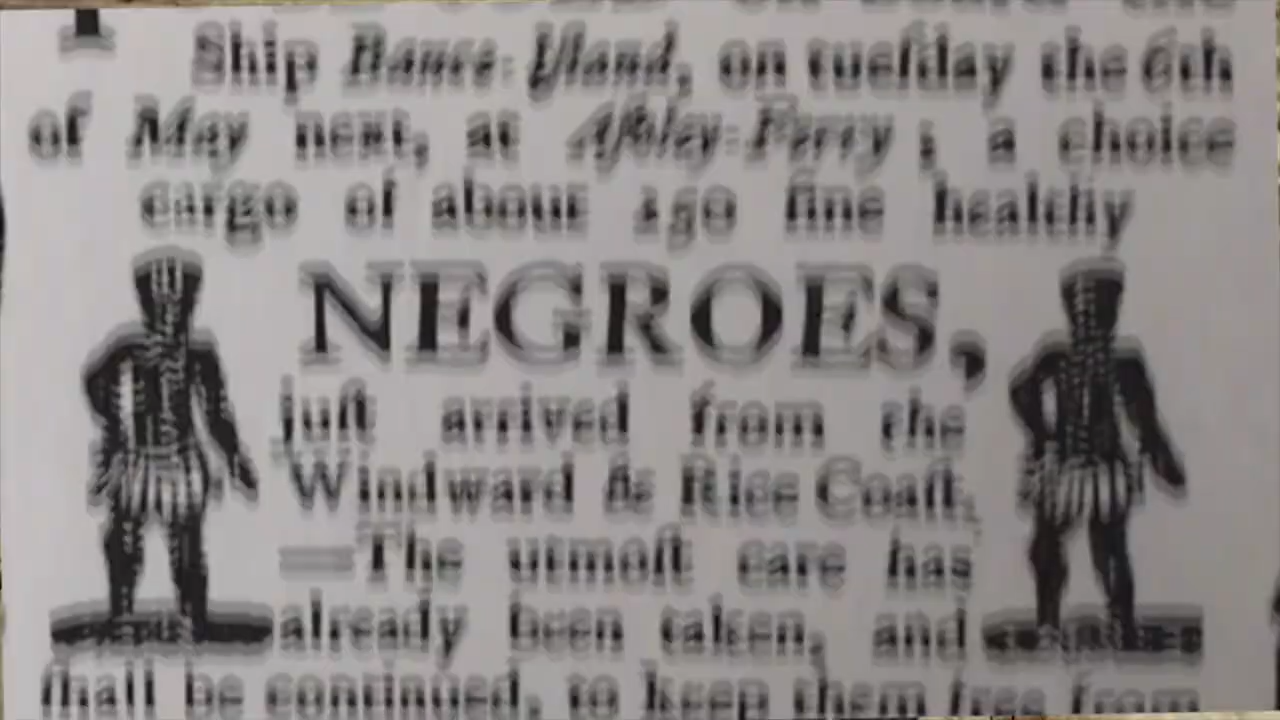 Ship Bance-Yland, on tueſday the 6th
of May next, at Aſhley-Ferry; a choice
cargo of about 250 fine healthy
NEGROES,
juſt arrived from the
Windward & Rice Coaſt.
—The utmoſt care has
already been taken, and
ſhall be continued, to keep them free from